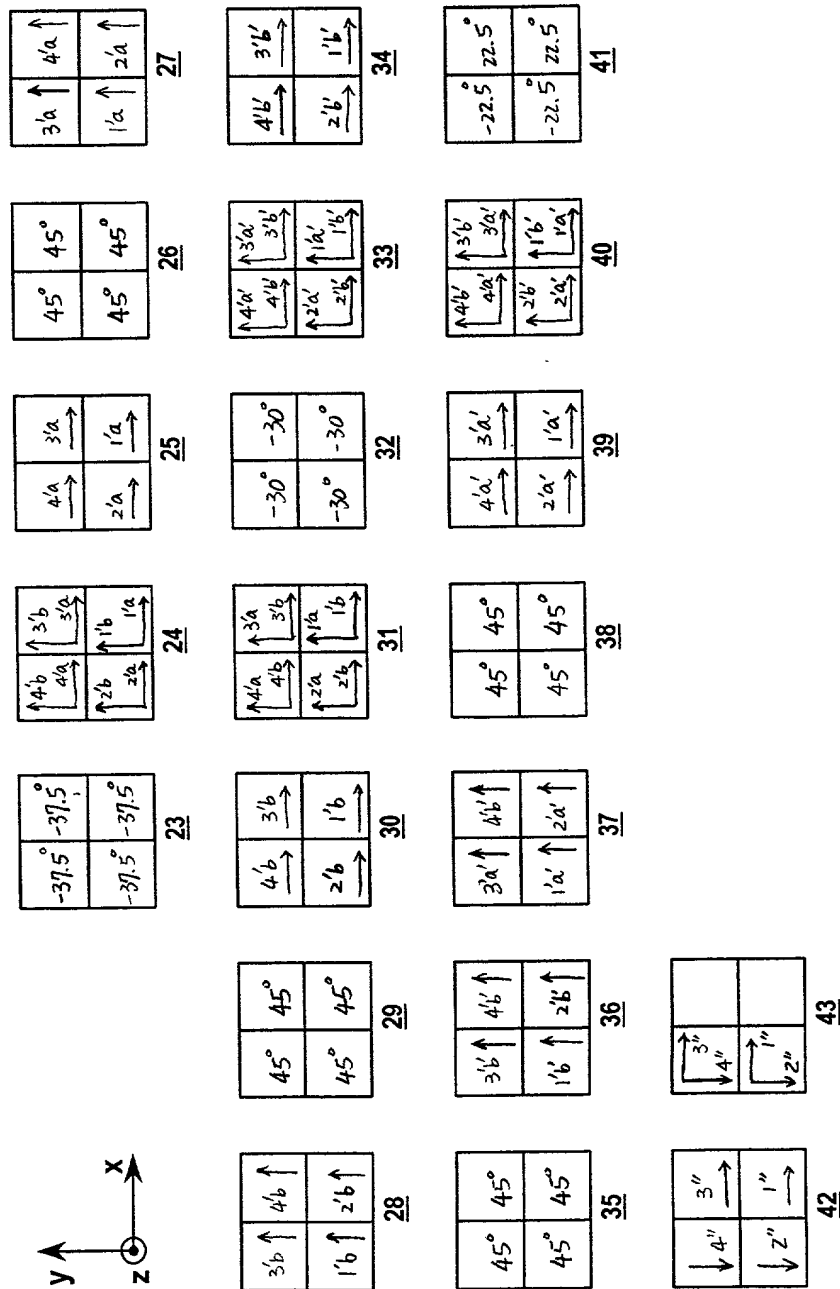 y
z x
-37.5° -37.5°
-37.5° -37.5°
23
4'b 3'b
4'a 3'a
2'b 1'b
2'a 1'a
24
4'a 3'a
2'a 1'a
25
45° 45°
45° 45°
26
3'a 4'a
1'a 2'a
27
3'b 4'b
1'b 2'b
28
45° 45°
45° 45°
29
4'b 3'b
2'b 1'b
30
4'a 3'a
4'b 3'b
2'a 1'a
2'b 1'b
31
-30° -30°
-30° -30°
32
4'a' 3'a'
4'b' 3'b'
2'a' 1'a'
2'b' 1'b'
33
4'b' 3'b'
2'b' 1'b'
34
45° 45°
45° 45°
35
3'b' 4'b'
1'b' 2'b'
36
3'a' 4'b'
1'a' 2'a'
37
45° 45°
45° 45°
38
4'a' 3'a'
2'a' 1'a'
39
4'b' 3'b'
4'a' 3'a'
2'b' 1'b'
2'a' 1'a'
40
-22.5° 22.5°
-22.5° 22.5°
41
4" 3"
2" 1"
42
3"
4"
1"
2"
43